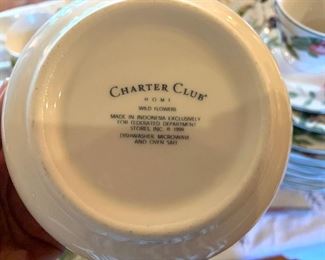 CHARTER CLUB®
HOME
WILD FLOWERS
MADE IN INDONESIA EXCLUSIVELY
FOR FEDERATED DEPARTMENT
STORES, INC. © 1998
DISHWASHER, MICROWAVE
AND OVEN SAFE